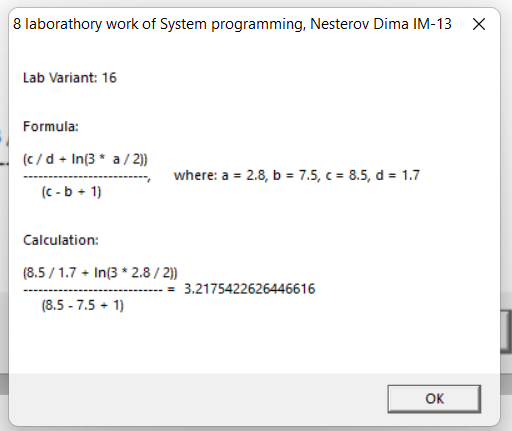 8 laborathory work of System programming, Nesterov Dima IM-13
Lab Variant: 16
Formula:
(c / d + ln(3 *  a / 2))
--------------------------,      where: a = 2.8, b = 7.5, c = 8.5, d = 1.7
(c - b + 1)
Calculation:
(8.5 / 1.7 + ln(3 * 2.8 / 2))
----------------------------- =  3.2175422626446616
(8.5 - 7.5 + 1)
OK